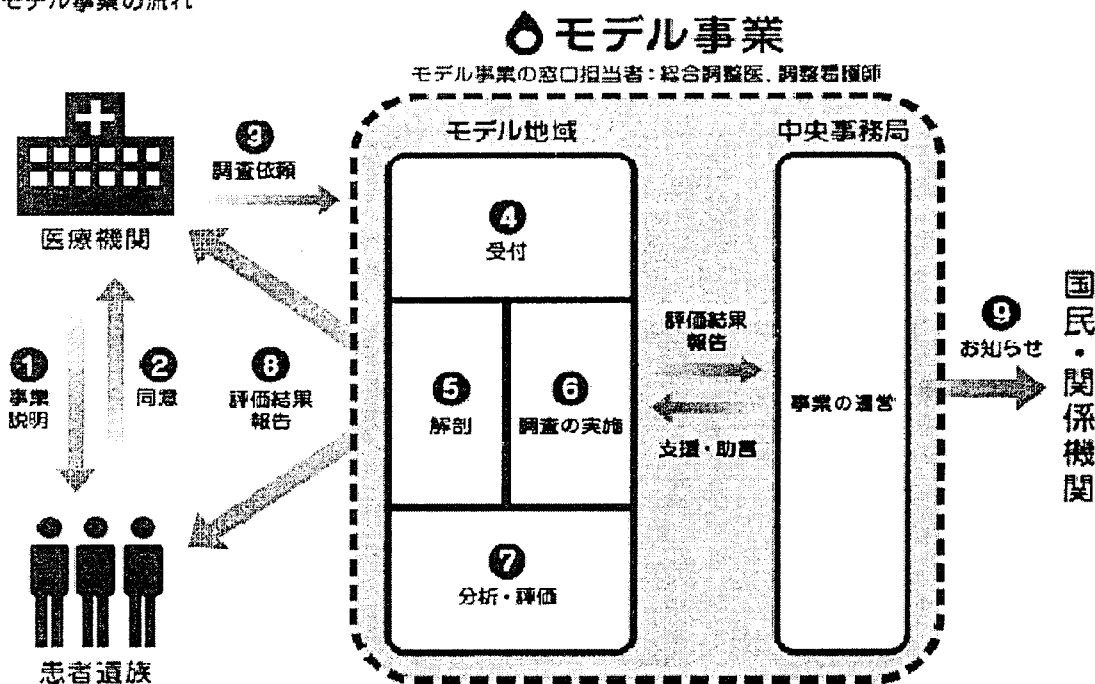 モデル事業の流れ
モデル事業
モデル事業の窓口担当者：総合調整医、調整看護師
モデル地域
中央事務局
医療機関
③
調査依頼
④
受付
①
事業
説明
②
同意
⑧
評価結果
報告
⑤
解剖
⑥
調査の実施
評価結果
報告
支援・助言
事業の運営
⑨
お知らせ
国民・関係機関
⑦
分析・評価
患者遺族